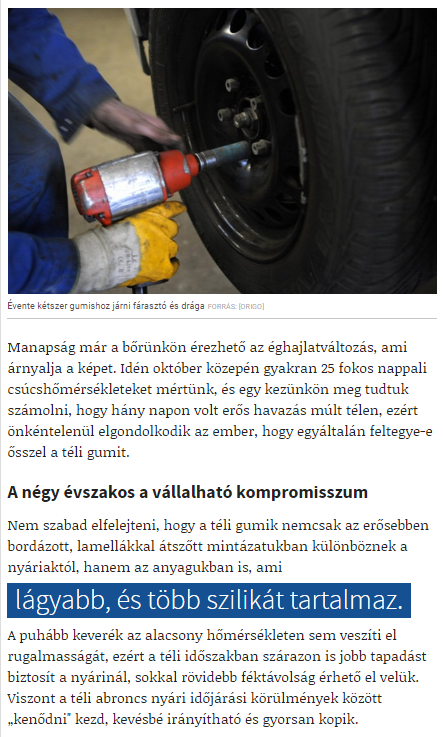 Évente kétszer gumishoz járni fárasztó és drága FORRÁS: [ORIGO]
Manapság már a bőrünkön érezhető az éghajlatváltozás, ami
árnyalja a képet. Idén október közepén gyakran 25 fokos nappali
csúcshőmérsékleteket mértünk, és egy kezünkön meg tudtuk
számolni, hogy hány napon volt erős havazás múlt télen, ezért
önkéntelenül elgondolkodik az ember, hogy egyáltalán feltegye-e
ősszel a téli gumit.
A négy évszakos a vállalható kompromisszum
Nem szabad elfelejteni, hogy a téli gumik nemcsak az erősebben
bordázott, lamellákkal átszőtt mintázatukban különböznek a
nyáriaktól, hanem az anyagukban is, ami
lágyabb, és több szilikát tartalmaz.
A puhább keverék az alacsony hőmérsékleten sem veszíti el
rugalmasságát, ezért a téli időszakban szárazon is jobb tapadást
biztosít a nyárinál, sokkal rövidebb féktávolság érhető el velük.
Viszont a téli abroncs nyári időjárási körülmények között
„kenődni" kezd, kevésbé irányítható és gyorsan kopik.